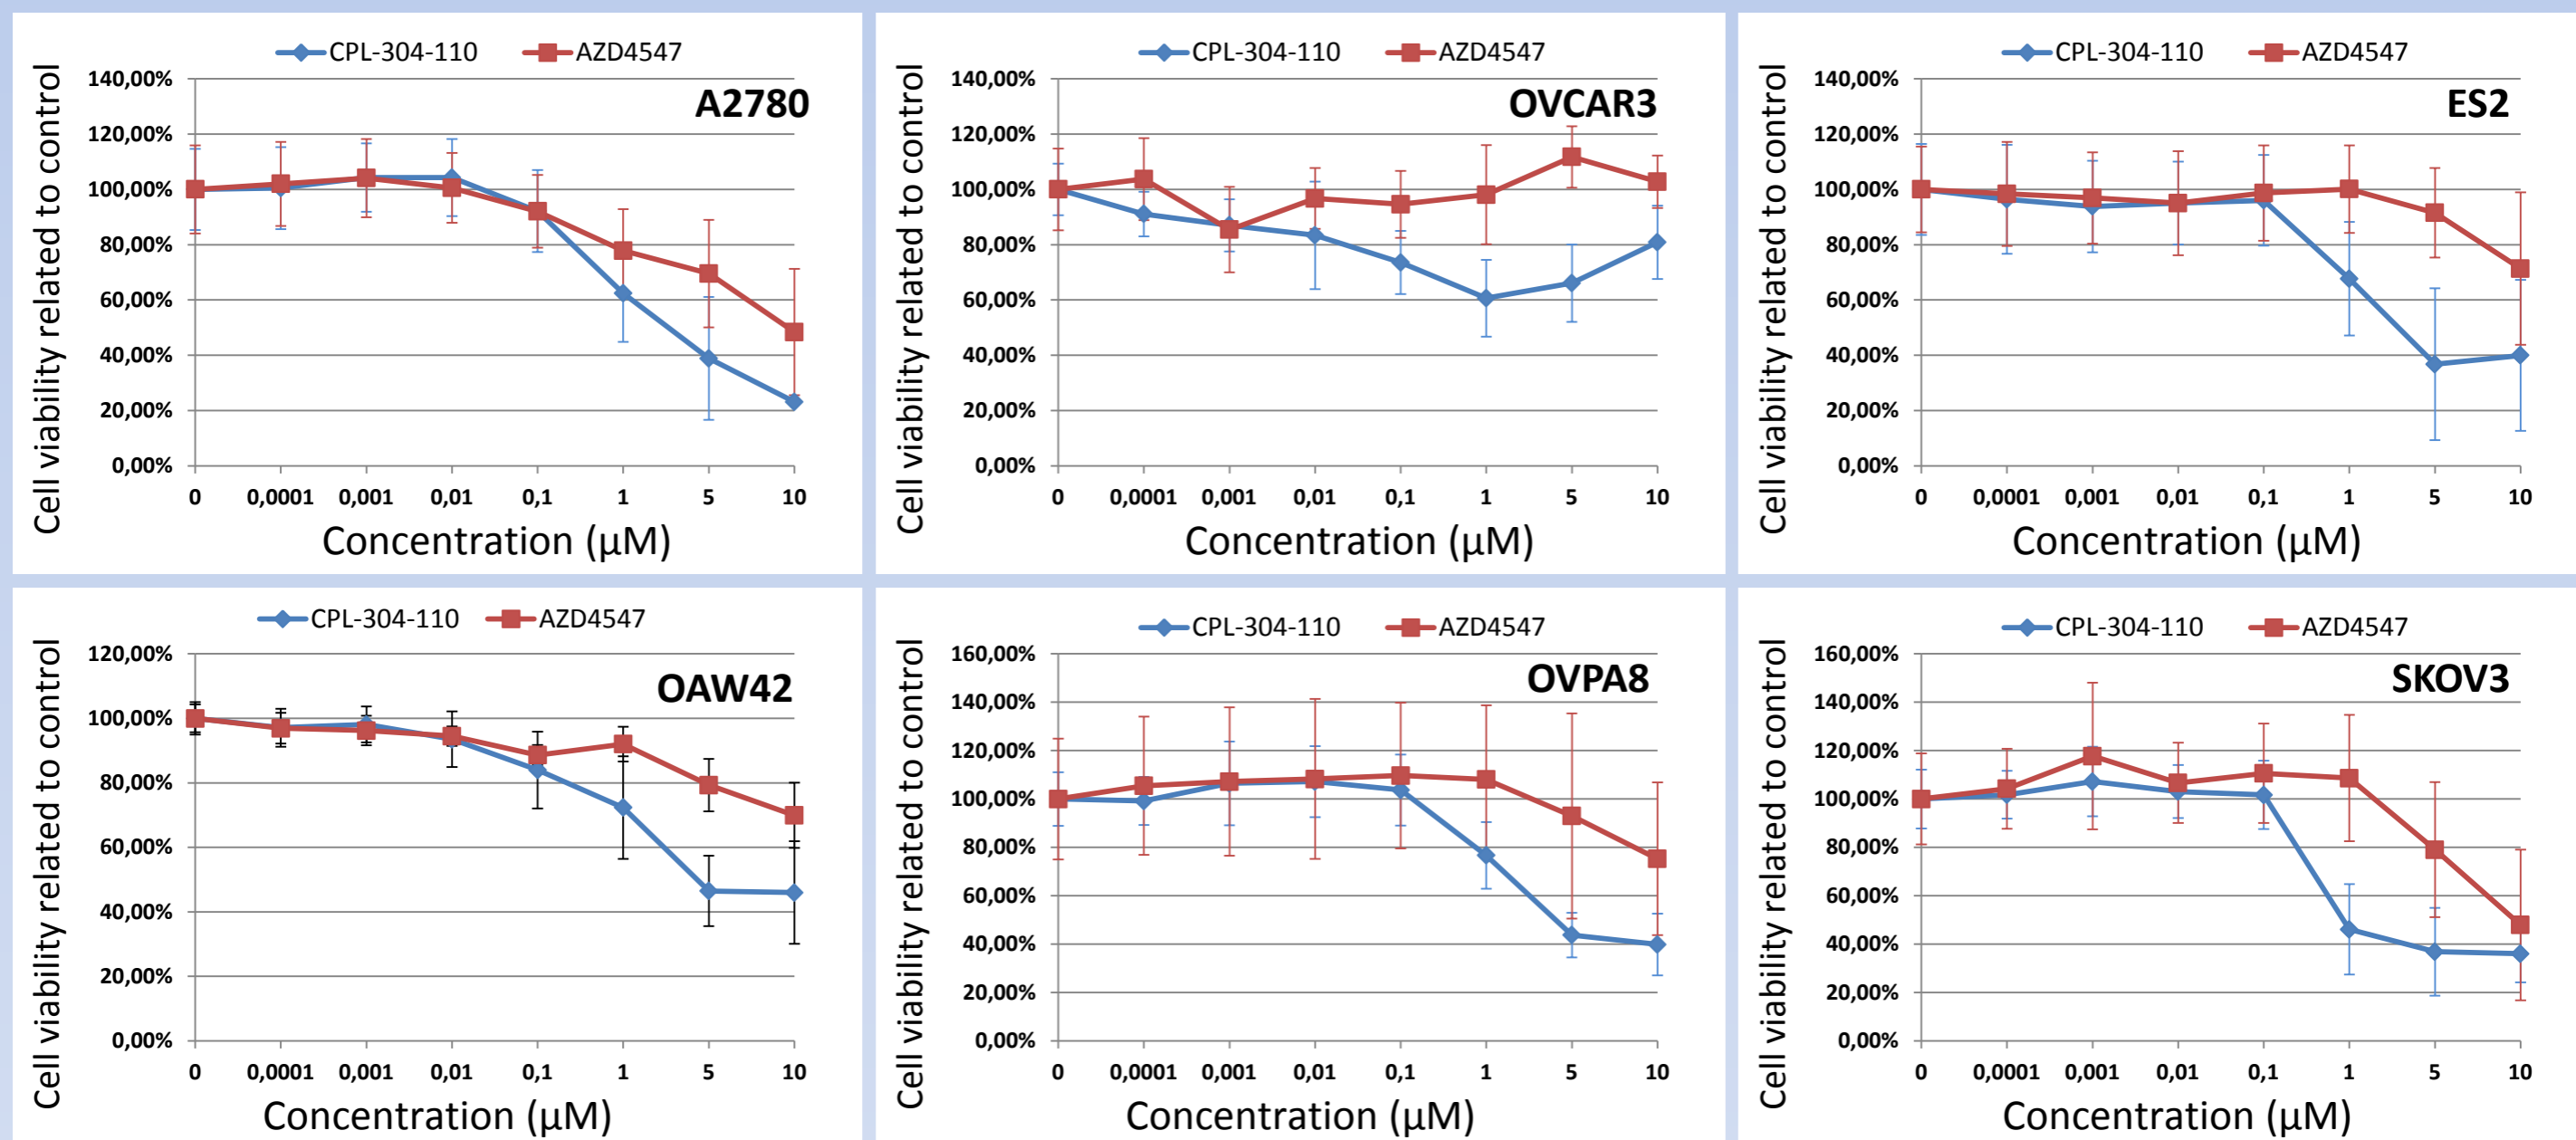 CPL-304-110 AZD4547
Cell viability related to control
140,00%
120,00%
100,00%
80,00%
60,00%
40,00%
20,00%
0,00%
A2780
0 0,0001 0,001 0,01 0,1 1 5 10
Concentration (µM)
CPL-304-110 AZD4547
Cell viability related to control
140,00%
120,00%
100,00%
80,00%
60,00%
40,00%
20,00%
0,00%
OVCAR3
0 0,0001 0,001 0,01 0,1 1 5 10
Concentration (µM)
CPL-304-110 AZD4547
Cell viability related to control
140,00%
120,00%
100,00%
80,00%
60,00%
40,00%
20,00%
0,00%
ES2
0 0,0001 0,001 0,01 0,1 1 5 10
Concentration (µM)
CPL-304-110 AZD4547
Cell viability related to control
120,00%
100,00%
80,00%
60,00%
40,00%
20,00%
0,00%
OAW42
0 0,0001 0,001 0,01 0,1 1 5 10
Concentration (µM)
CPL-304-110 AZD4547
Cell viability related to control
160,00%
140,00%
120,00%
100,00%
80,00%
60,00%
40,00%
20,00%
0,00%
OVPA8
0 0,0001 0,001 0,01 0,1 1 5 10
Concentration (µM)
CPL-304-110 AZD4547
Cell viability related to control
160,00%
140,00%
120,00%
100,00%
80,00%
60,00%
40,00%
20,00%
0,00%
SKOV3
0 0,0001 0,001 0,01 0,1 1 5 10
Concentration (µM)